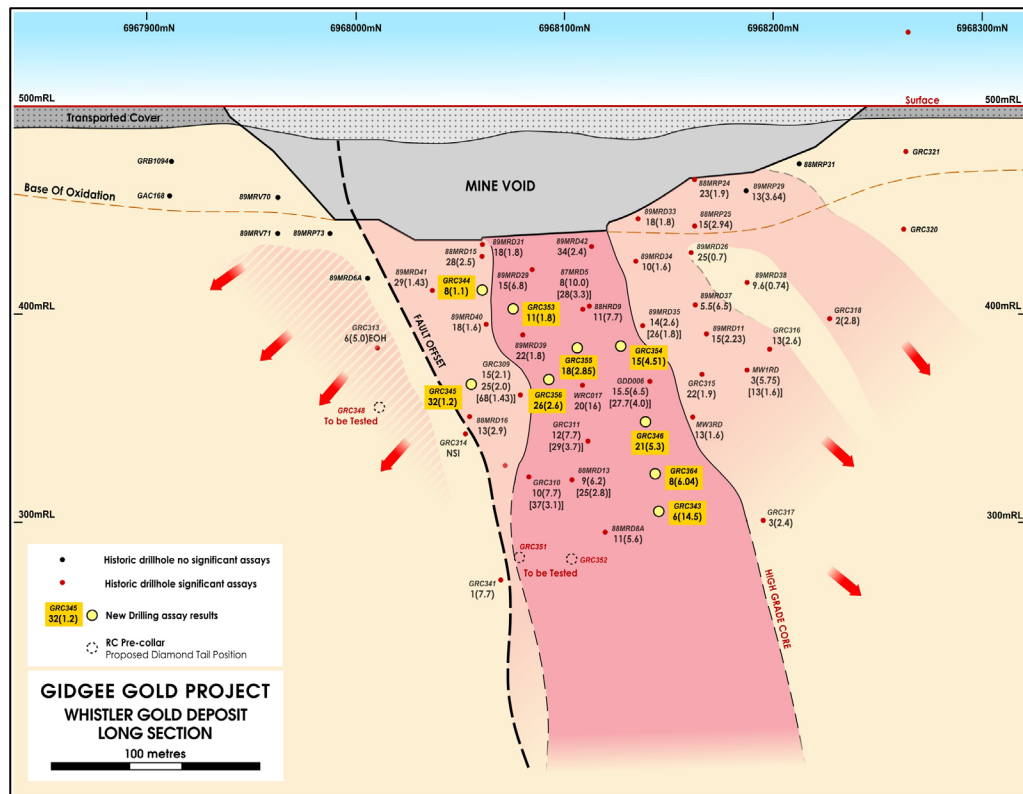 6967900mN
6968000mN
6968100mN
6968200mN
6968300mN
500mRL
Surface
500mRL
Transported Cover
MINE VOID
GRB1094
GAC168
Base Of Oxidation
89MRV70
89MRV71
89MRP73
88MRP31
GRC321
GRC320
88MRP24
23(1.9)
89MRP29
13(3.64)
89MRD33
18(1.8)
88MRP25
15(2.94)
89MRD31
18(1.8)
89MRD42
34(2.4)
88MRD15
28(2.5)
89MRD26
25(0.7)
89MRD34
10(1.6)
89MRD6A
89MRD41
29(1.43)
GRC344
8(1.1)
89MRD29
15(6.8)
87MRD5
8(10.0)
[28(3.3)]
89MRD38
9.6(0.74)
400mRL
400mRL
GRC353
11(1.8)
88HRD9
11(7.7)
89MRD37
5.5(6.5)
GRC318
2(2.8)
GRC313
6(5.0)EOH
FAULT OFFSET
89MRD40
18(1.6)
89MRD35
14(2.6)
[26(1.8)]
89MRD11
15(2.23)
GRC316
13(2.6)
89MRD39
22(1.8)
GRC354
15(4.51)
GRC355
18(2.85)
GRC309
15(2.1)
25(2.0)
[68(1.43)]
GRC345
32(1.2)
GRC356
26(2.6)
WRC017
20(16)
GDD006
15.5(6.5)
[27.7(4.0)]
GRC315
22(1.9)
MW1RD
3(5.75)
[13(1.6)]
GRC348
To be Tested
88MRD16
13(2.9)
GRC314
NSI
GRC311
12(7.7)
[29(3.7)]
GRC346
21(5.3)
MW3RD
13(1.6)
GRC310
10(7.7)
[37(3.1)]
88MRD13
9(6.2)
[25(2.8)]
GRC364
8(6.04)
GRC343
6(14.5)
300mRL
300mRL
GRC317
3(2.4)
88MRD8A
11(5.6)
GRC351
GRC352
To be Tested
GRC341
1(7.7)
HIGH GRADE CORE
Historic drillhole no significant assays
Historic drillhole significant assays
GRC345
32(1.2)
New Drilling assay results
RC Pre-collar
Proposed Diamond Tail Position
GIDGEE GOLD PROJECT
WHISTLER GOLD DEPOSIT
LONG SECTION
100 metres